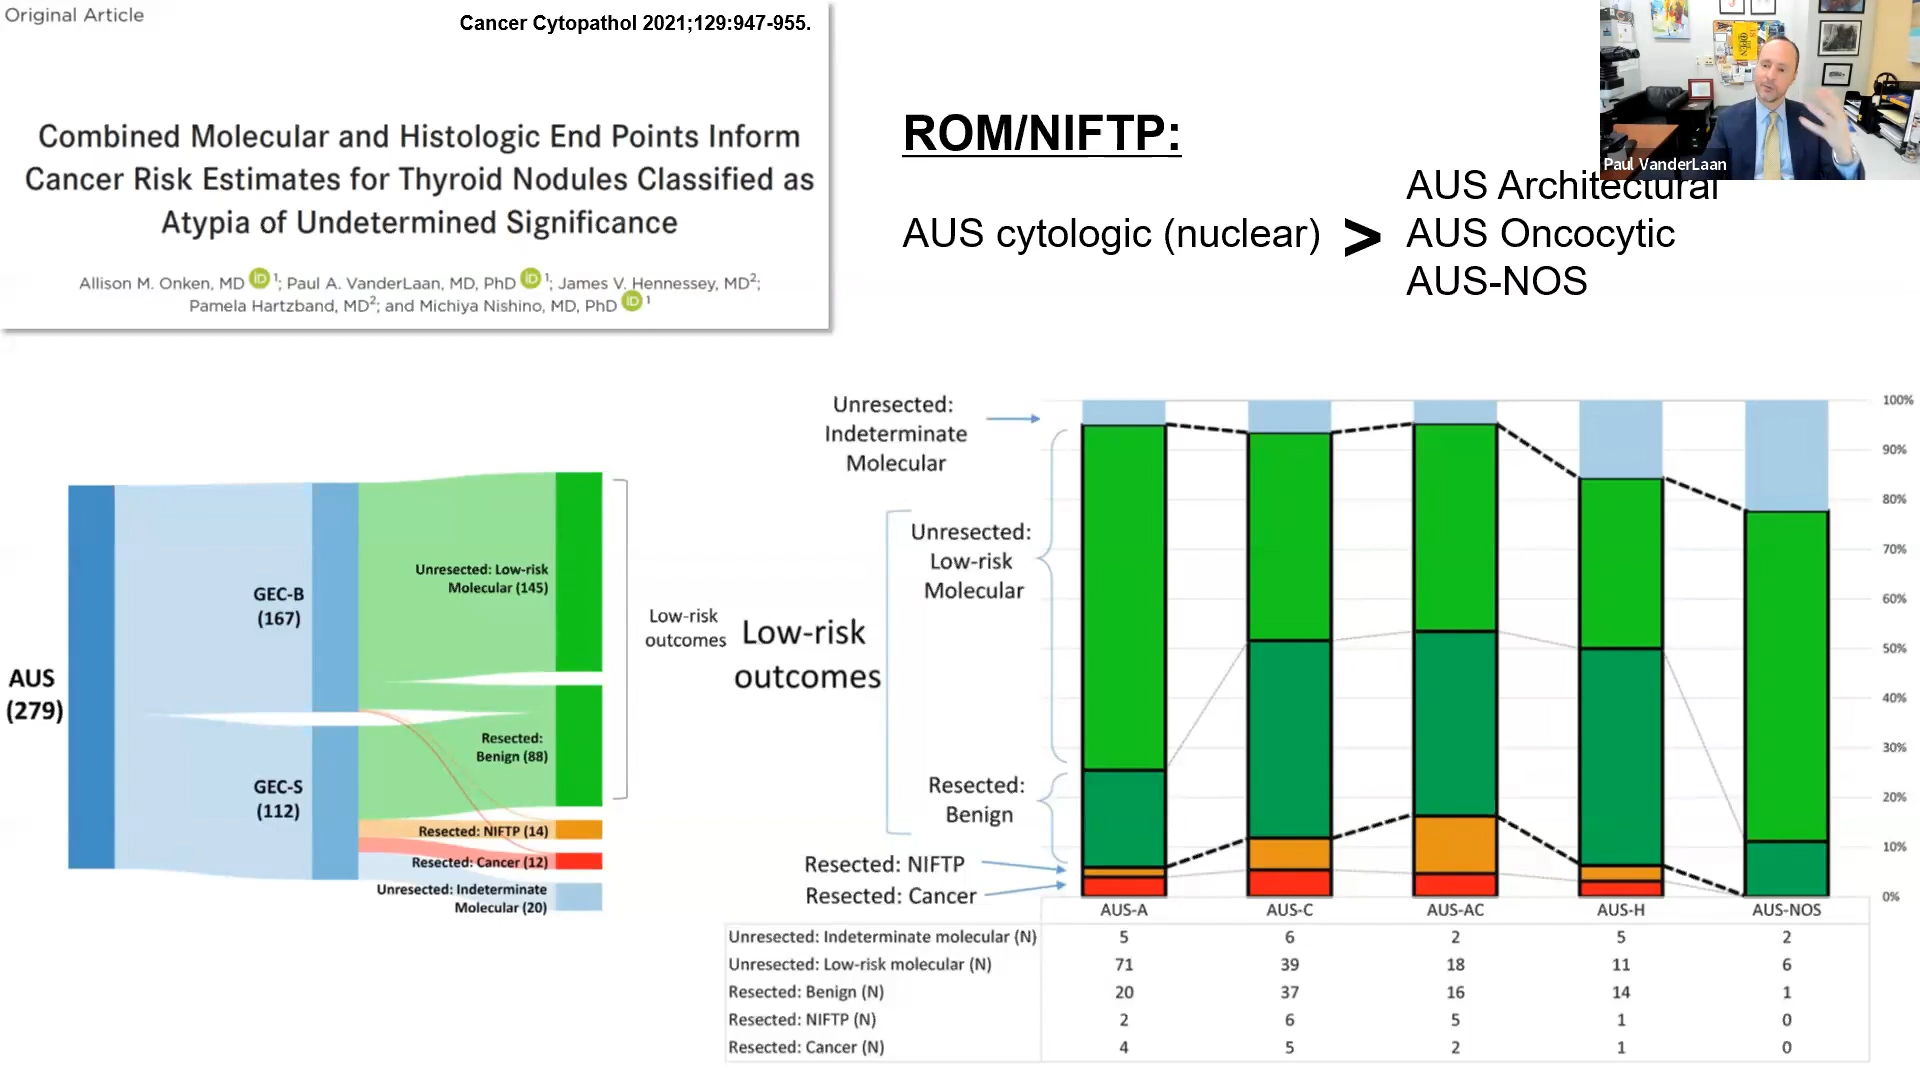 Original Article
Cancer Cytopathol 2021;129:947-955.
Combined Molecular and Histologic End Points Inform
Cancer Risk Estimates for Thyroid Nodules Classified as
Atypia of Undetermined Significance
Allison M. Onken, MD iD 1; Paul A. VanderLaan, MD, PhD iD 1; James V. Hennessey, MD2;
Pamela Hartzband, MD2; and Michiya Nishino, MD, PhD iD 1
ROM/NIFTP:
AUS cytologic (nuclear) >
AUS Architectural
AUS Oncocytic
AUS-NOS
OPEN
Paul VanderLaan
AUS
(279)
GEC-B
(167)
GEC-S
(112)
Unresected: Low-risk
Molecular (145)
Resected:
Benign (88)
Resected: NIFTP (14)
Resected: Cancer (12)
Unresected: Indeterminate
Molecular (20)
Low-risk
outcomes
Low-risk
outcomes
Unresected:
Indeterminate
Molecular
Unresected:
Low-risk
Molecular
Resected:
Benign
Resected: NIFTP
Resected: Cancer
100%
90%
80%
70%
60%
50%
40%
30%
20%
10%
0%
AUS-A AUS-C AUS-AC AUS-H AUS-NOS
Unresected: Indeterminate molecular (N) 5 6 2 5 2
Unresected: Low-risk molecular (N) 71 39 18 11 6
Resected: Benign (N) 20 37 16 14 1
Resected: NIFTP (N) 2 6 5 1 0
Resected: Cancer (N) 4 5 2 1 0